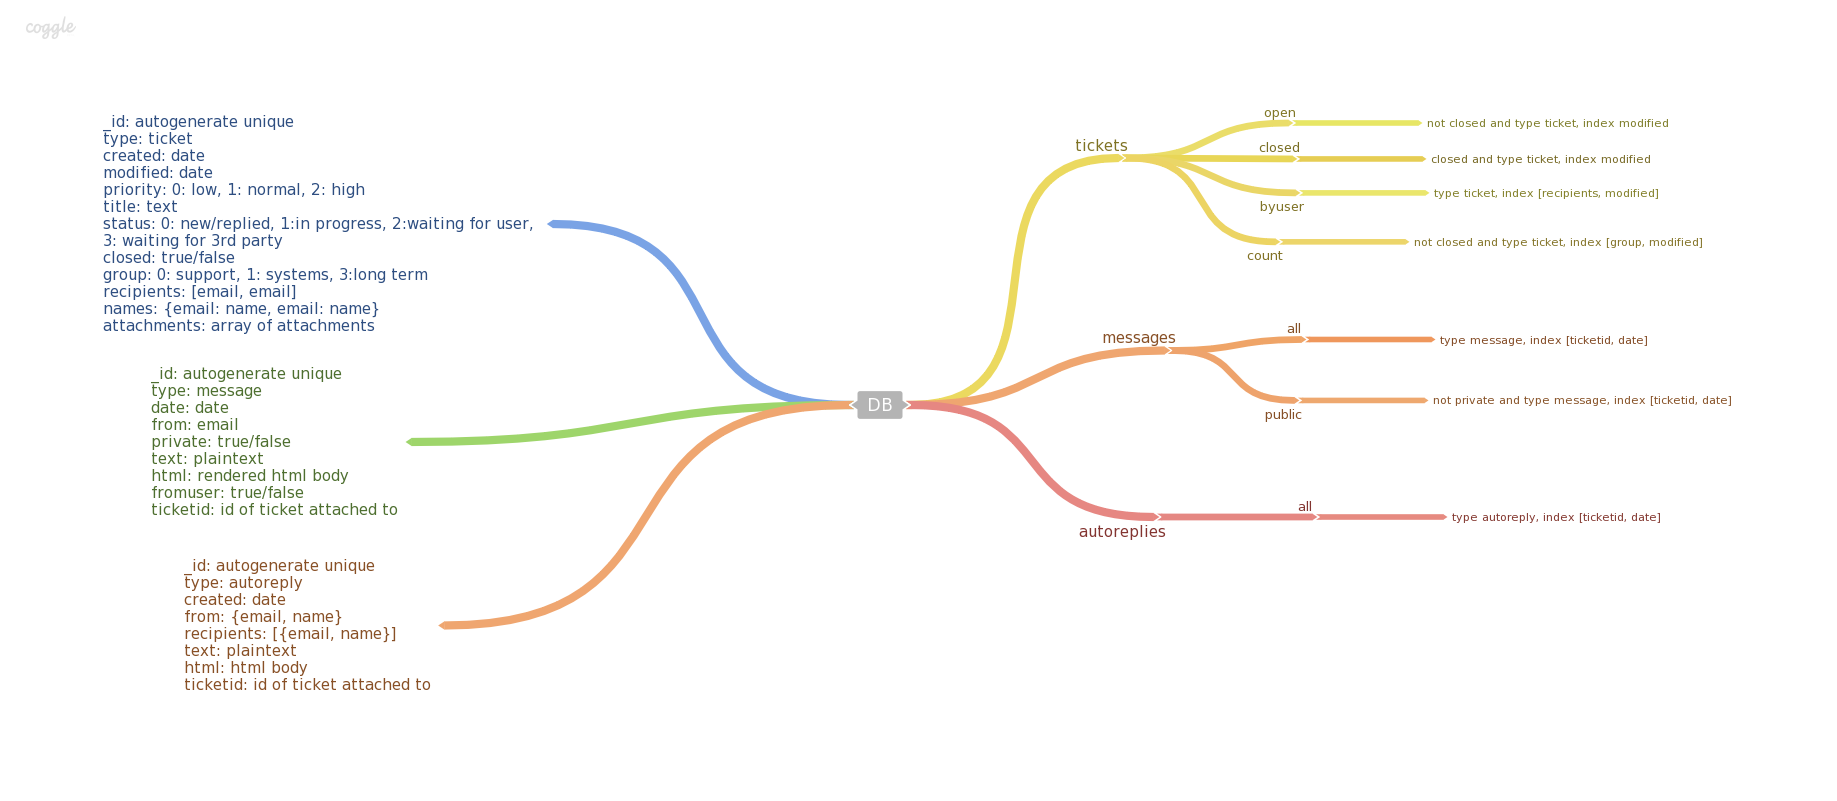 coggle
_id: autogenerate unique
type: ticket
created: date
modified: date
priority: 0: low, 1: normal, 2: high
title: text
status: 0: new/replied, 1:in progress, 2:waiting for user,
3: waiting for 3rd party
closed: true/false
group: 0: support, 1: systems, 3:long term
recipients: [email, email]
names: {email: name, email: name}
attachments: array of attachments
_id: autogenerate unique
type: message
date: date
from: email
private: true/false
text: plaintext
html: rendered html body
fromuser: true/false
ticketid: id of ticket attached to
_id: autogenerate unique
type: autoreply
created: date
from: {email, name}
recipients: [{email, name}]
text: plaintext
html: html body
ticketid: id of ticket attached to
DB
tickets
open
not closed and type ticket, index modified
closed
closed and type ticket, index modified
byuser
type ticket, index [recipients, modified]
count
not closed and type ticket, index [group, modified]
messages
all
type message, index [ticketid, date]
public
not private and type message, index [ticketid, date]
autoreplies
all
type autoreply, index [ticketid, date]